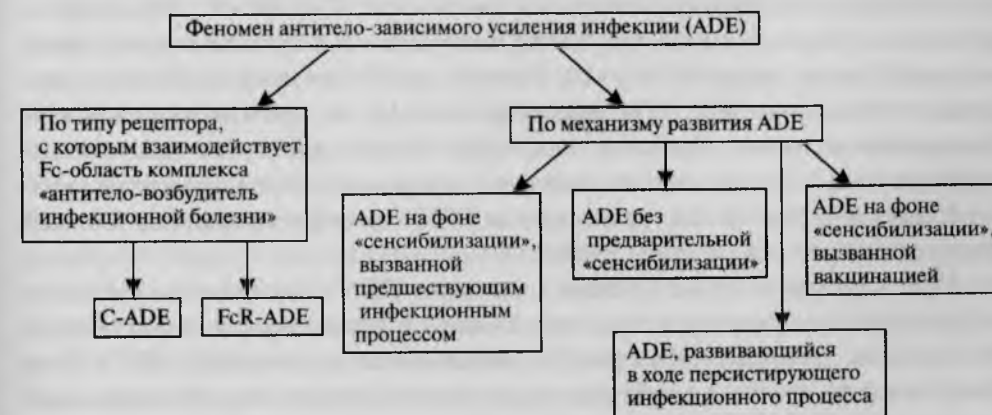 Феномен антитело-зависимого усиления инфекции (ADE)
По типу рецептора,
с которым взаимодействует
Fc-область комплекса
«антитело-возбудитель
инфекционной болезни»
C-ADE
FcR-ADE
По механизму развития ADE
ADE на фоне
«сенсибилизации»,
вызванной
предшествующим
инфекционным
процессом
ADE без
предварительной
«сенсибилизации»
ADE на фоне
«сенсибилизации»,
вызванной
вакцинацией
ADE, развивающийся
в ходе персистирующего
инфекционного процесса